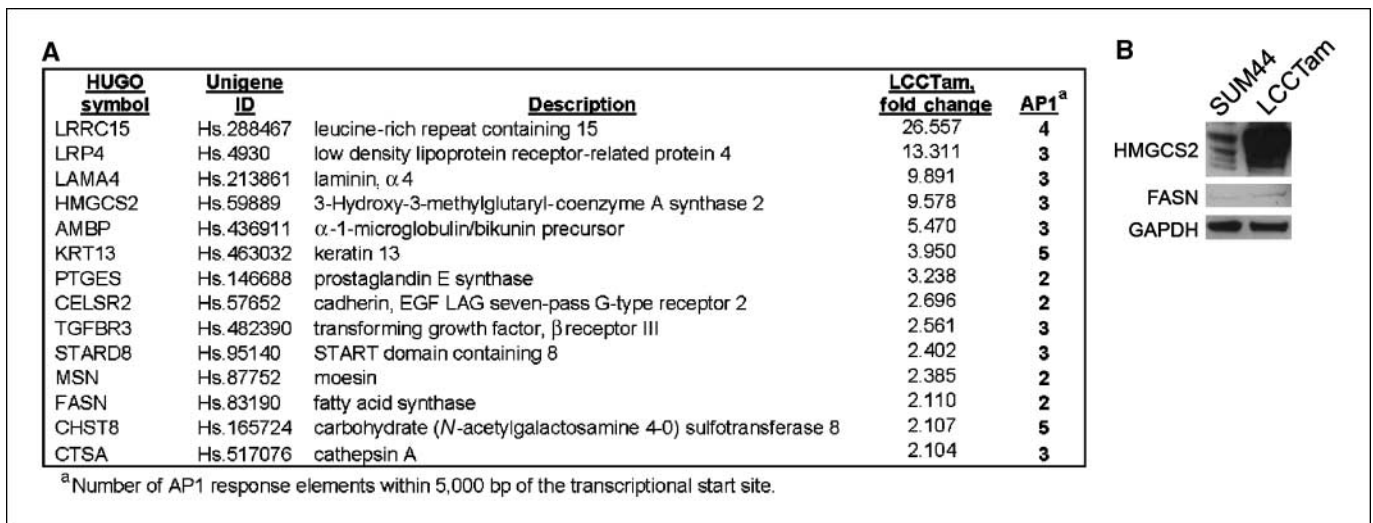 A
HUGO symbol Unigene ID Description LCCTam, fold change AP1a
LRRC15 Hs.288467 leucine-rich repeat containing 15 26.557 4
LRP4 Hs.4930 low density lipoprotein receptor-related protein 4 13.311 3
LAMA4 Hs.213861 laminin, α4 9.891 3
HMGCS2 Hs.59889 3-Hydroxy-3-methylglutaryl-coenzyme A synthase 2 9.578 3
AMBP Hs.436911 α-1-microglobulin/bikunin precursor 5.470 3
KRT13 Hs.463032 keratin 13 3.950 5
PTGES Hs.146688 prostaglandin E synthase 3.238 2
CELSR2 Hs.57652 cadherin, EGF LAG seven-pass G-type receptor 2 2.696 2
TGFBR3 Hs.482390 transforming growth factor, β receptor III 2.561 3
STARD8 Hs.95140 START domain containing 8 2.402 3
MSN Hs.87752 moesin 2.385 2
FASN Hs.83190 fatty acid synthase 2.110 2
CHST8 Hs.165724 carbohydrate (N-acetylgalactosamine 4-0) sulfotransferase 8 2.107 5
CTSA Hs.517076 cathepsin A 2.104 3
aNumber of AP1 response elements within 5,000 bp of the transcriptional start site.
B
SUM44
LCCTam
HMGCS2
FASN
GAPDH